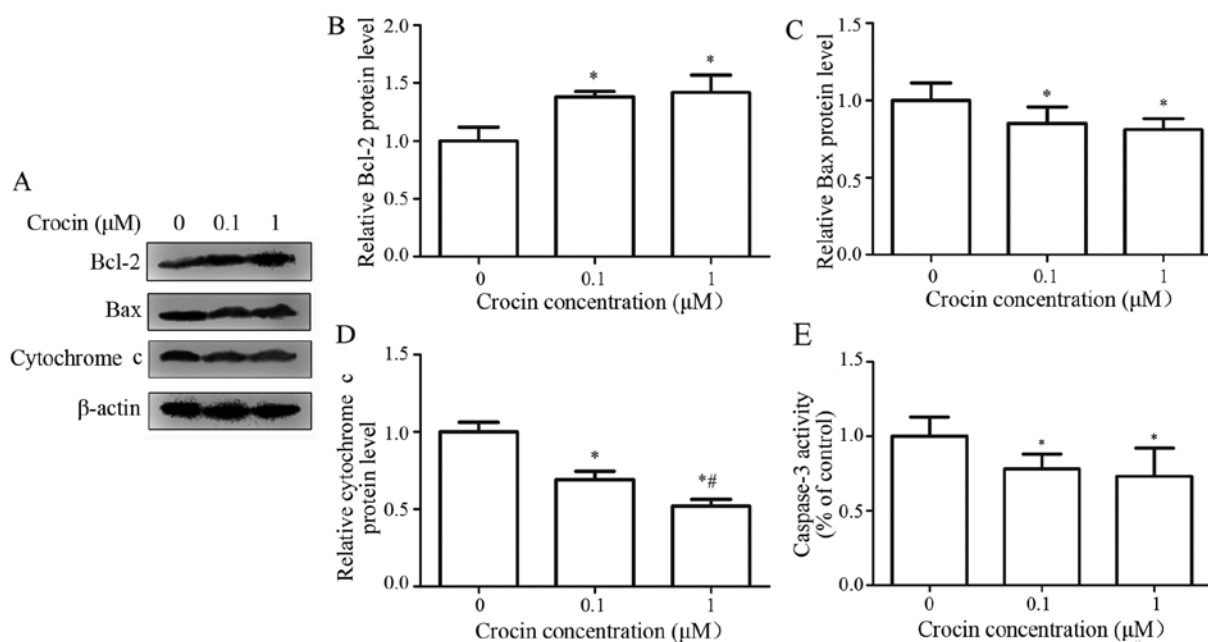 A
Crocin (μM) 0 0.1 1
Bcl-2
Bax
Cytochrome c
β-actin
B
Relative Bcl-2 protein level
2.0
1.5
1.0
0.5
0.0
*
*
0 0.1 1
Crocin concentration (μM)
C
Relative Bax protein level
1.5
1.0
0.5
0.0
*
*
0 0.1 1
Crocin concentration (μM)
D
Relative cytochrome c
protein level
1.5
1.0
0.5
0.0
*
*#
0 0.1 1
Crocin concentration (μM)
E
Caspase-3 activity
(% of control)
1.5
1.0
0.5
0.0
*
*
0 0.1 1
Crocin concentration (μM)